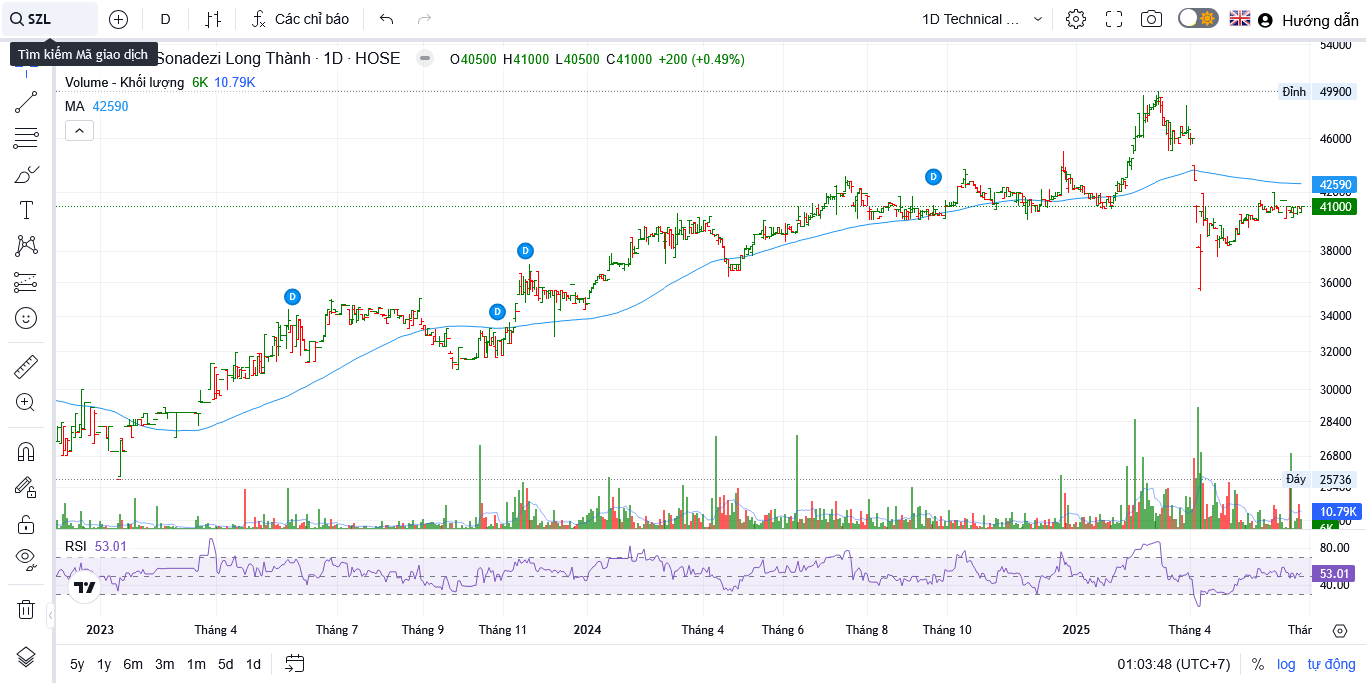 SZL D Các chỉ báo 1D Technical ... Hướng dẫn
Tìm kiếm Mã giao dịch
Sonadezi Long Thành · 1D · HOSE O40500 H41000 L40500 C41000 +200 (+0.49%)
Volume - Khối lượng 6K 10.79K
MA 42590
54000
Đỉnh 49900
46000
D
42590
42000
41000
D
38000
36000
D
D
34000
32000
30000
28400
26800
Đáy 25736
10.79K
6K
RSI 53.01
80.00
53.01
40.00
2023 Tháng 4 Tháng 7 Tháng 9 Tháng 11 2024 Tháng 4 Tháng 6 Tháng 8 Tháng 10 2025 Tháng 4 Thár
5y 1y 6m 3m 1m 5d 1d 01:03:48 (UTC+7) % log tự động